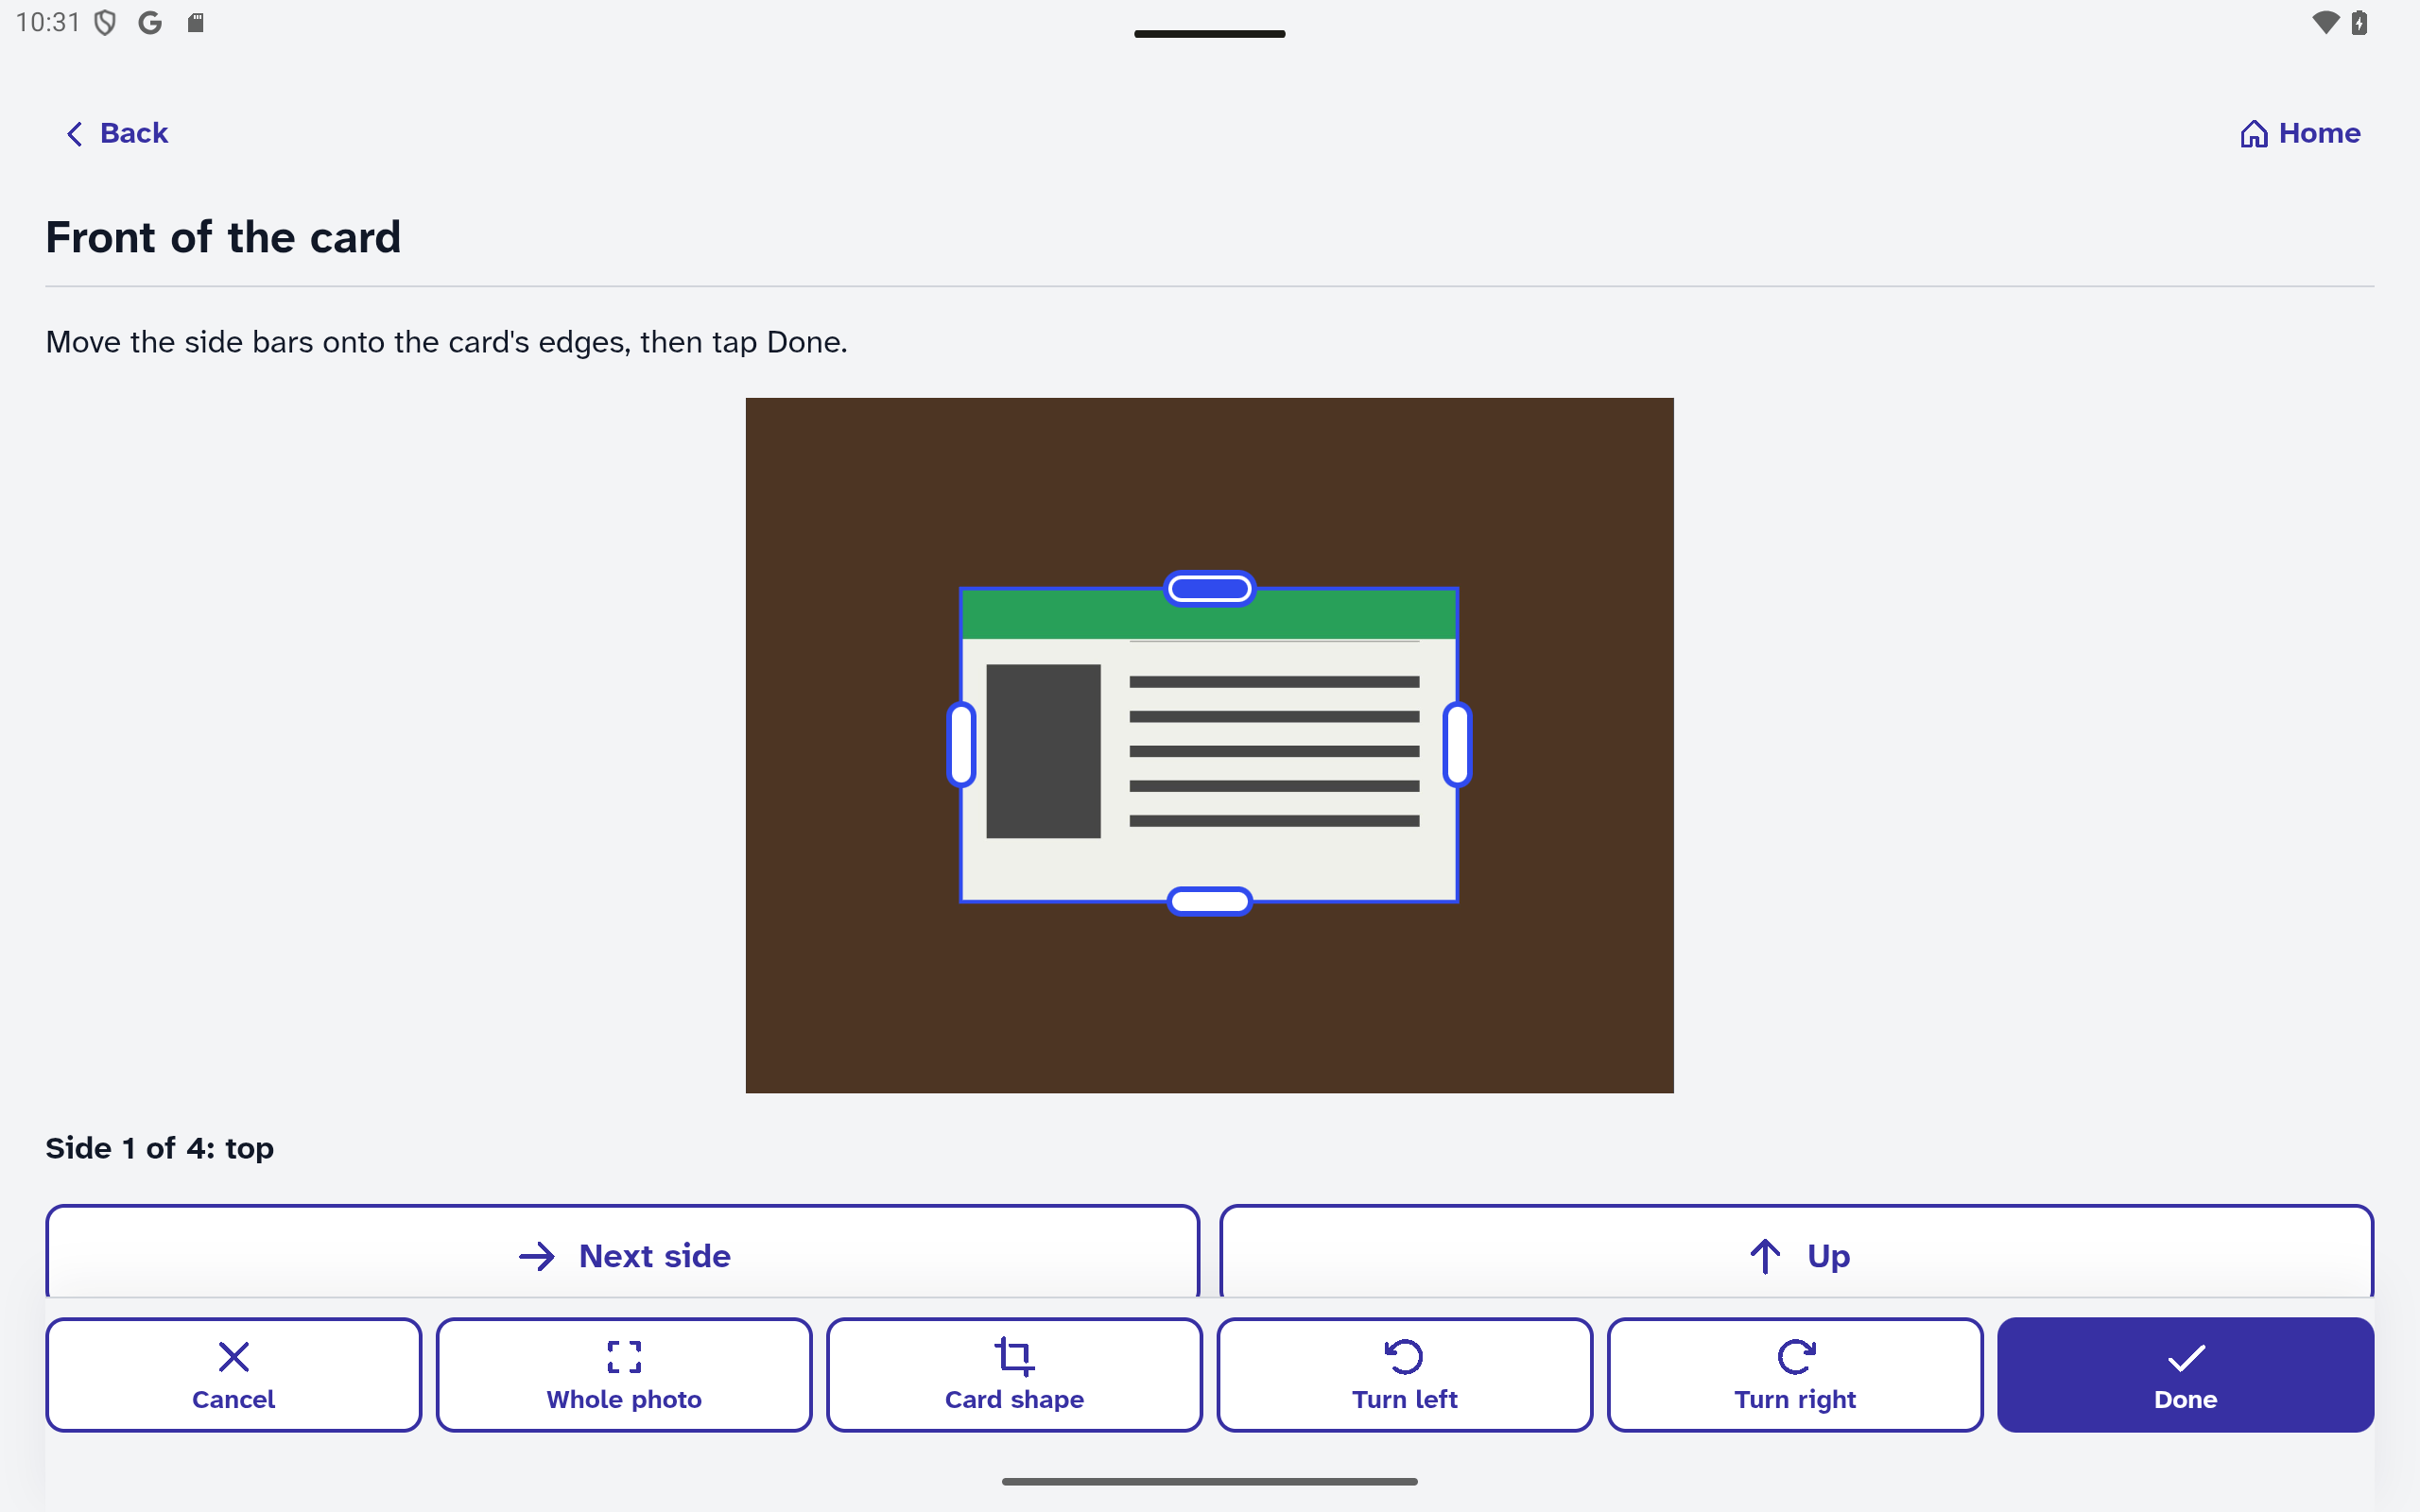 10:31
Back
Home
Front of the card
Move the side bars onto the card's edges, then tap Done.
Side 1 of 4: top
Next side
Up
Cancel
Whole photo
Card shape
Turn left
Turn right
Done